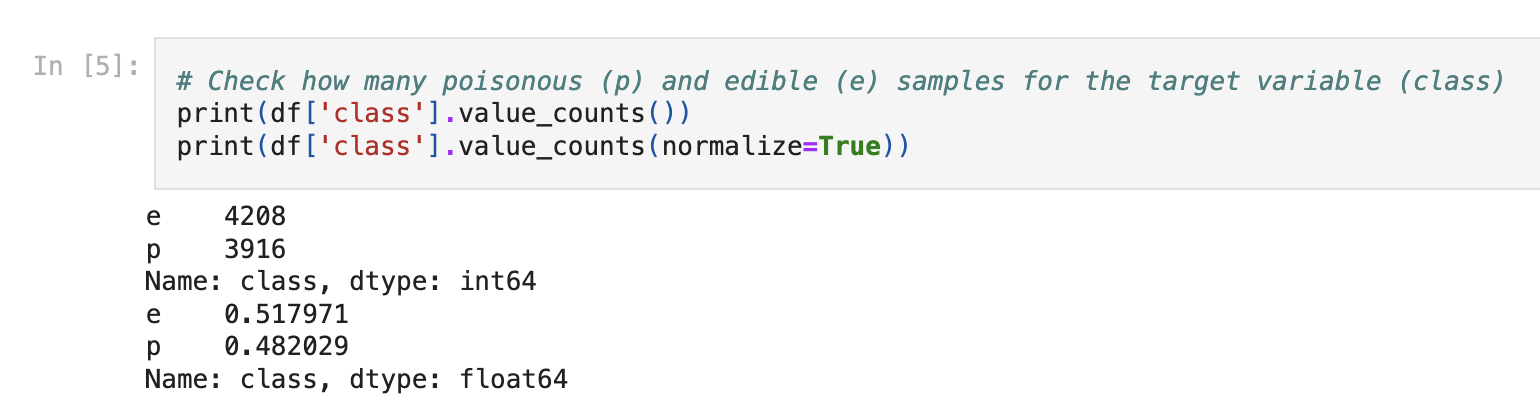 In [5]:
# Check how many poisonous (p) and edible (e) samples for the target variable (class)
print(df['class'].value_counts())
print(df['class'].value_counts(normalize=True))
e    4208
p    3916
Name: class, dtype: int64
e    0.517971
p    0.482029
Name: class, dtype: float64